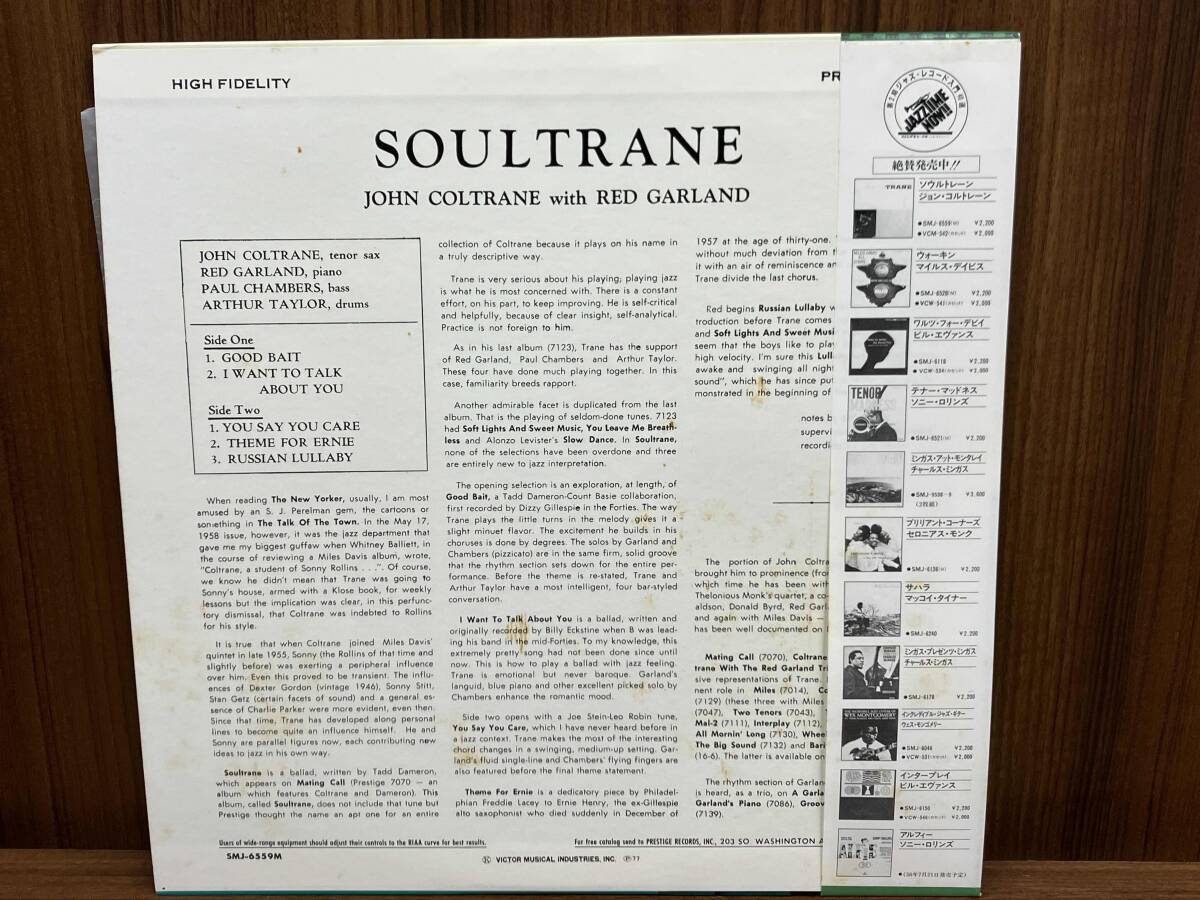 HIGH FIDELITY
PR
SOULTRANE
JOHN COLTRANE with RED GARLAND
JOHN COLTRANE, tenor sax
RED GARLAND, piano
PAUL CHAMBERS, bass
ARTHUR TAYLOR, drums
Side One
1. GOOD BAIT
2. I WANT TO TALK
ABOUT YOU
Side Two
1. YOU SAY YOU CARE
2. THEME FOR ERNIE
3. RUSSIAN LULLABY
When reading The New Yorker, usually, I am most
amused by an S. J. Perelman gem, the cartoons or
something in The Talk Of The Town. In the May 17,
1958 issue, however, it was the jazz department that
gave me my biggest guffaw when Whitney Balliett, in
the course of reviewing a Miles Davis album, wrote,
"Coltrane, a student of Sonny Rollins . . .". Of course,
we know he didn't mean that Trane was going to
Sonny's house, armed with a Klose book, for weekly
lessons but the implication was clear, in this perfunc-
tory dismissal, that Coltrane was indebted to Rollins
for his style.
It is true that when Coltrane joined Miles Davis'
quintet in late 1955, Sonny (the Rollins of that time and
slightly before) was exerting a peripheral influence
over him. Even this proved to be transient. The influ-
ences of Dexter Gordon (vintage 1946), Sonny Stitt,
Stan Getz (certain facets of sound) and a general es-
sence of Charlie Parker were more evident, even then.
Since that time, Trane has developed along personal
lines to become quite an influence himself. He and
Sonny are parallel figures now, each contributing new
ideas to jazz in his own way.
Soultrane is a ballad, written by Tadd Dameron,
which appears on Mating Call (Prestige 7070 — an
album which features Coltrane and Dameron). This
album, called Soultrane, does not include that tune but
Prestige thought the name an apt one for an entire
collection of Coltrane because it plays on his name in
a truly descriptive way.
Trane is very serious about his playing; playing jazz
is what he is most concerned with. There is a constant
effort, on his part, to keep improving. He is self-critical
and helpfully, because of clear insight, self-analytical.
Practice is not foreign to him.
As in his last album (7123), Trane has the support
of Red Garland, Paul Chambers and Arthur Taylor.
These four have done much playing together. In this
case, familiarity breeds rapport.
Another admirable facet is duplicated from the last
album. That is the playing of seldom-done tunes. 7123
had Soft Lights And Sweet Music, You Leave Me Breath-
less and Alonzo Levister's Slow Dance. In Soultrane,
none of the selections have been overdone and three
are entirely new to jazz interpretation.
The opening selection is an exploration, at length, of
Good Bait, a Tadd Dameron-Count Basie collaboration,
first recorded by Dizzy Gillespie in the Forties. The way
Trane plays the little turns in the melody gives it a
slight minuet flavor. The excitement he builds in his
choruses is done by degrees. The solos by Garland and
Chambers (pizzicato) are in the same firm, solid groove
that the rhythm section sets down for the entire per-
formance. Before the theme is re-stated, Trane and
Arthur Taylor have a most intelligent, four bar-styled
conversation.
I Want To Talk About You is a ballad, written and
originally recorded by Billy Eckstine when B was lead-
ing his band in the mid-Forties. To my knowledge, this
extremely pretty song had not been done since until
now. This is how to play a ballad with jazz feeling.
Trane is emotional but never baroque. Garland's
languid, blue piano and other excellent picked solo by
Chambers enhance the romantic mood.
Side two opens with a Joe Stein-Leo Robin tune,
You Say You Care, which I have never heard before in
a jazz context. Trane makes the most of the interesting
chord changes in a swinging, medium-up setting. Gar-
land's fluid single-line and Chambers' flying fingers are
also featured before the final theme statement.
Theme For Ernie is a dedicatory piece by Philadel-
phian Freddie Lacey to Ernie Henry, the ex-Gillespie
alto saxophonist who died suddenly in December of
1957 at the age of thirty-one.
without much deviation from t
it with an air of reminiscence an
Trane divide the last chorus.
Red begins Russian Lullaby w
troduction before Trane comes
and Soft Lights And Sweet Musi
seem that the boys like to pla
high velocity. I'm sure this Lull
awake and swinging all night
sound", which he has since put
monstrated in the beginning of
notes b
supervi
recordi
The portion of John Coltra
brought him to prominence (fro
which time he has been with
Thelonious Monk's quartet, a co
aldson, Donald Byrd, Red Garl
and again with Miles Davis —
has been well documented on
Mating Call (7070), Coltrane
trane With The Red Garland Tri
sive representations of Trane.
nent role in Miles (7014), Co
(7129) (these three with Miles
(7047), Two Tenors (7043),
Mal-2 (7111), Interplay (7112),
All Mornin' Long (7130), Whee
The Big Sound (7132) and Bari
(16-6). The latter is available on
The rhythm section of Garlan
is heard, as a trio, on A Garla
Garland's Piano (7086), Groov
(7139).
Users of wide-range equipment should adjust their controls to the RIAA curve for best results.
For free catalog send to PRESTIGE RECORDS, INC., 203 SO. WASHINGTON A
SMJ-6559M
Ⓚ VICTOR MUSICAL INDUSTRIES, INC. Ⓟ77
JAZZ TIME NOW!!
絶賛発売中!!
TRANE
ソウルトレーン
ジョン・コルトレーン
●SMJ-6559(M) ¥2,200
●VCM-542(カセット) ¥2,000
ウォーキン
マイルス・デイビス
●SMJ-6528(M) ¥2,200
●VCW-541(カセット) ¥2,000
ワルツ・フォー・デビイ
ビル・エヴァンス
●SMJ-6118 ¥2,200
TENOR
テナー・マッドネス
ソニー・ロリンズ
●SMJ-6521(M) ¥2,200
ミンガス・アット・モンタレイ
チャールス・ミンガス
●SMJ-9508~9 ¥3,600
(2枚組)
ブリリアント・コーナーズ
セロニアス・モンク
●SMJ-6136(M) ¥2,200
サハラ
マッコイ・タイナー
●SMJ-6240 ¥2,200
ミンガス・プレゼンツ・ミンガス
チャールス・ミンガス
●SMJ-6178 ¥2,200
インクレディブル・ジャズ・ギター
ウェス・モンゴメリー
WES MONTGOMERY
●SMJ-6046 ¥2,200
インタープレイ
ビル・エヴァンス
●SMJ-6150 ¥2,200
アルフィー
ソニー・ロリンズ